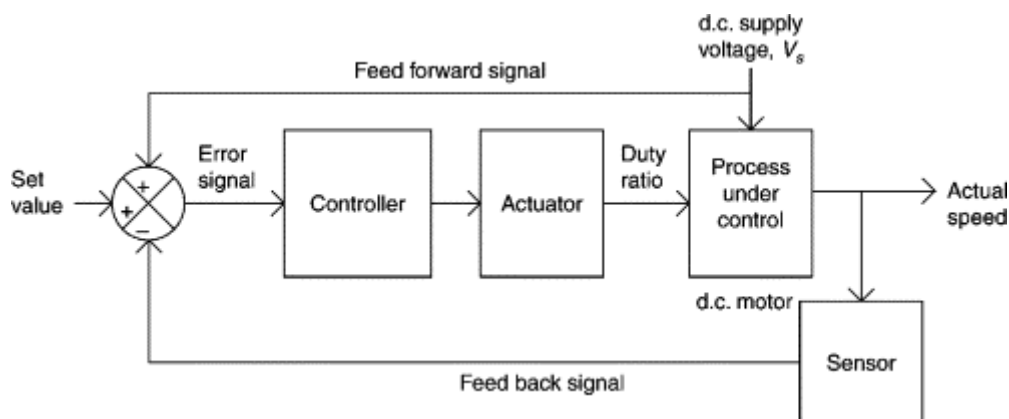 d.c. supply
voltage, Vs
Feed forward signal
Set
value
+
+
−
Error
signal
Controller
Actuator
Duty
ratio
Process
under
control
Actual
speed
d.c. motor
Sensor
Feed back signal